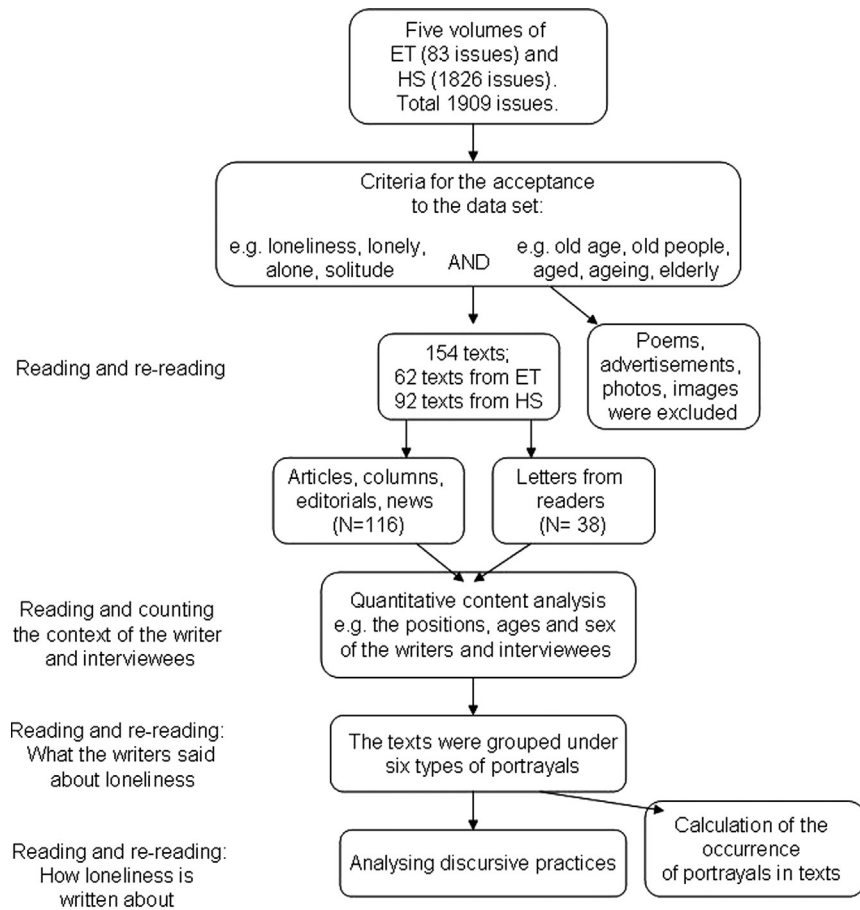 Five volumes of
ET (83 issues) and
HS (1826 issues).
Total 1909 issues.
Criteria for the acceptance
to the data set:
e.g. loneliness, lonely,
alone, solitude
AND
e.g. old age, old people,
aged, ageing, elderly
Reading and re-reading
154 texts;
62 texts from ET
92 texts from HS
Poems,
advertisements,
photos, images
were excluded
Articles, columns,
editorials, news
(N=116)
Letters from
readers
(N= 38)
Reading and counting
the context of the writer
and interviewees
Quantitative content analysis
e.g. the positions, ages and sex
of the writers and interviewees
Reading and re-reading:
What the writers said
about loneliness
The texts were grouped under
six types of portrayals
Calculation of the
occurrence
of portrayals in texts
Reading and re-reading:
How loneliness is
written about
Analysing discursive practices